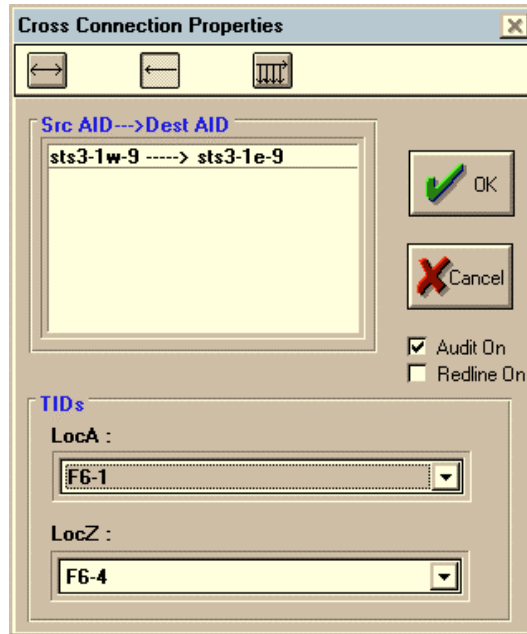 Cross Connection Properties
Src AID--->Dest AID
sts3-1w-9 -----> sts3-1e-9
OK
Cancel
Audit On
Redline On
TIDs
LocA :
F6-1
LocZ :
F6-4